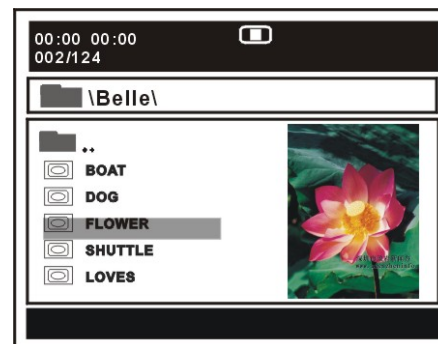 00:00 00:00
002/124
\Belle\
..
BOAT
DOG
FLOWER
SHUTTLE
LOVES